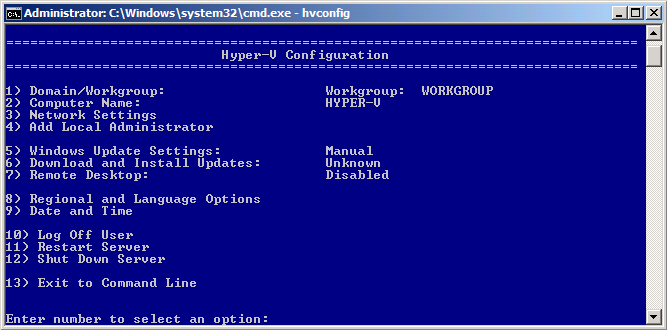 Administrator: C:\Windows\system32\cmd.exe - hvconfig
===============================================================================
Hyper-V Configuration
===============================================================================
1) Domain/Workgroup: Workgroup: WORKGROUP
2) Computer Name: HYPER-V
3) Network Settings
4) Add Local Administrator
5) Windows Update Settings: Manual
6) Download and Install Updates: Unknown
7) Remote Desktop: Disabled
8) Regional and Language Options
9) Date and Time
10) Log Off User
11) Restart Server
12) Shut Down Server
13) Exit to Command Line
Enter number to select an option: